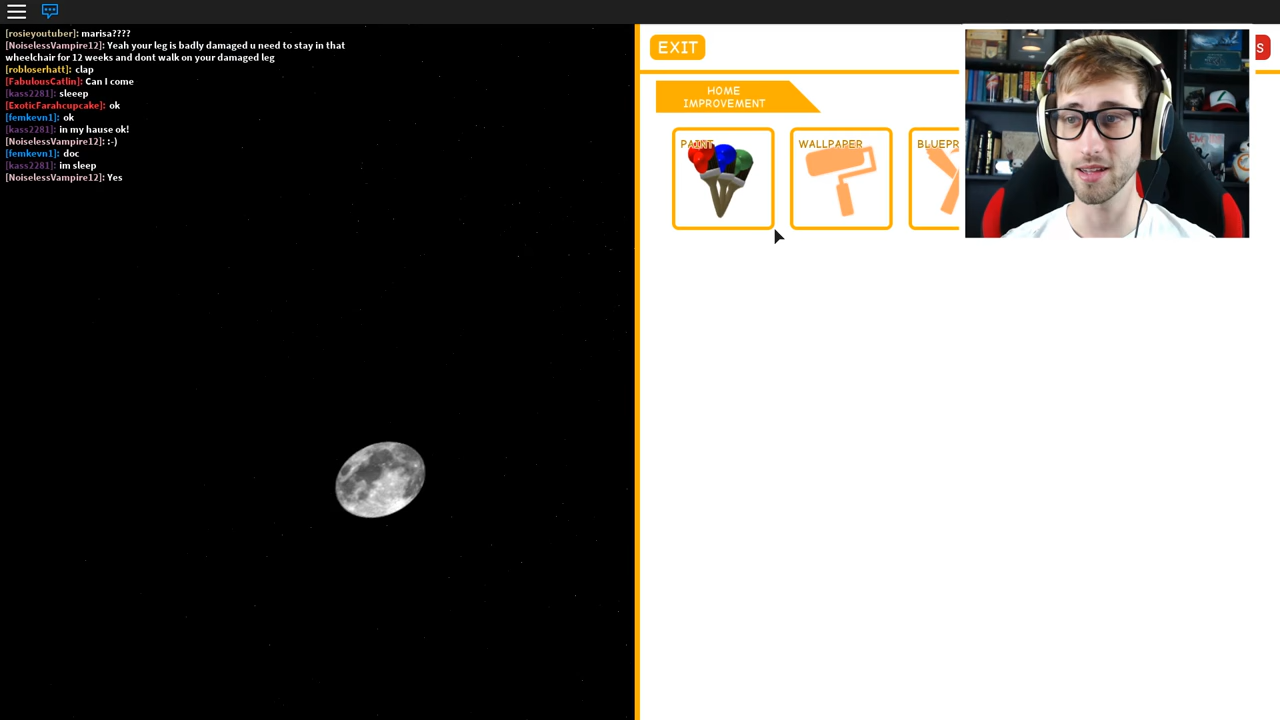 [rosieyoutuber]: marisa????
[NoiselessVampire12]: Yeah your leg is badly damaged u need to stay in that
wheelchair for 12 weeks and dont walk on your damaged leg
[robloserhatt]: clap
[FabulousCatlin]: Can I come
[kass2281]: sleeep
[ExoticFarahcupcake]: ok
[femkevn1]: ok
[kass2281]: in my hause ok!
[NoiselessVampire12]: :-)
[femkevn1]: doc
[kass2281]: im sleep
[NoiselessVampire12]: Yes
EXIT
S
HOME
IMPROVEMENT
PAINT
WALLPAPER
BLUEPR